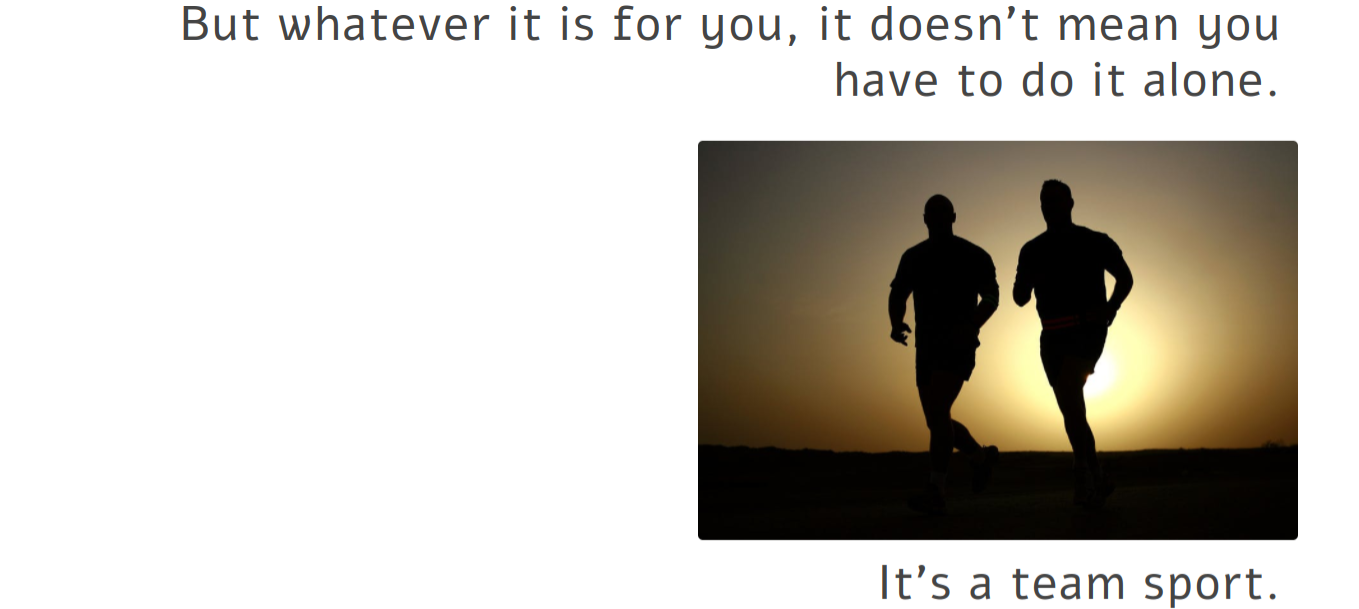 But whatever it is for you, it doesn’t mean you
have to do it alone.
It’s a team sport.